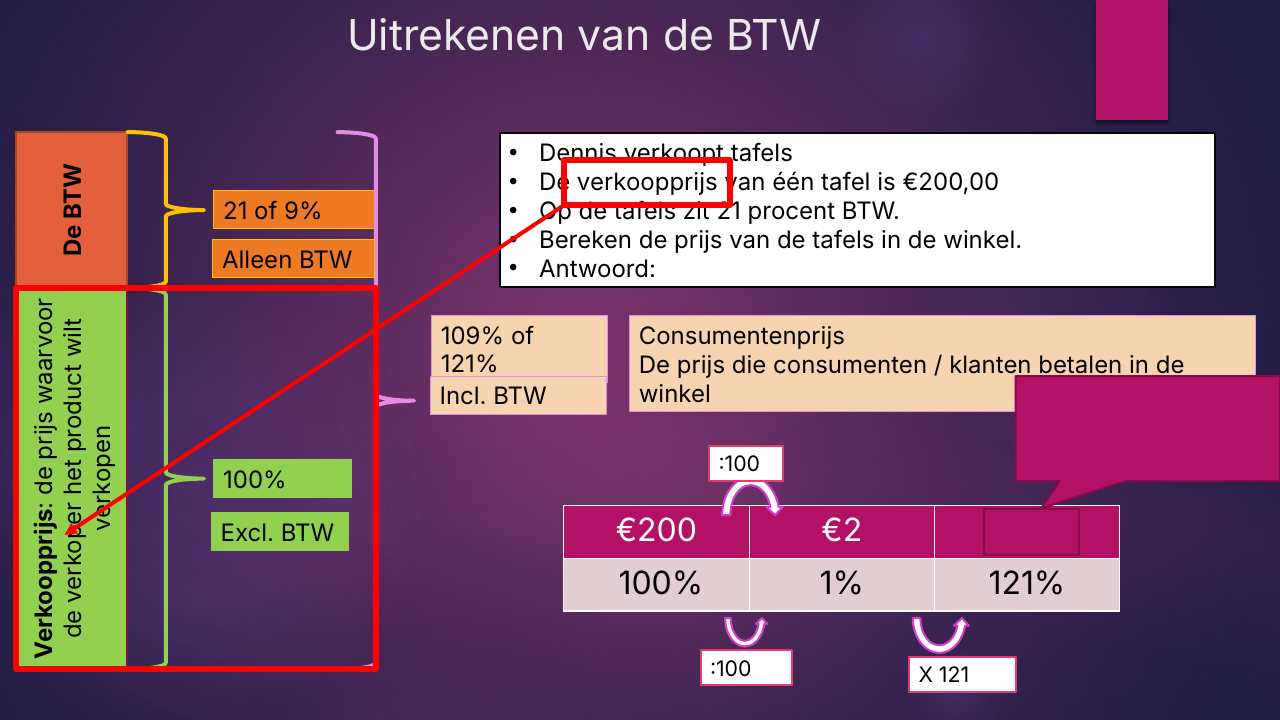 Uitrekenen van de BTW
De BTW
21 of 9%
Alleen BTW
• Dennis verkoopt tafels
• De verkoopprijs van één tafel is €200,00
• Op de tafels zit 21 procent BTW.
• Bereken de prijs van de tafels in de winkel.
• Antwoord:
109% of
121%
Incl. BTW
Consumentenprijs
De prijs die consumenten / klanten betalen in de
winkel
Verkoopprijs: de prijs waarvoor
de verkoper het product wilt
verkopen
100%
Excl. BTW
:100
€200 €2
100% 1% 121%
:100
X 121